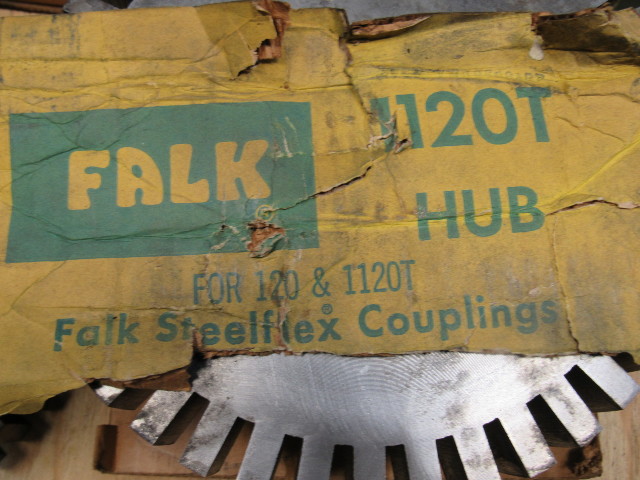 FALK
1120T
HUB
FOR 120 & 1120T
Falk Steelflex® Couplings